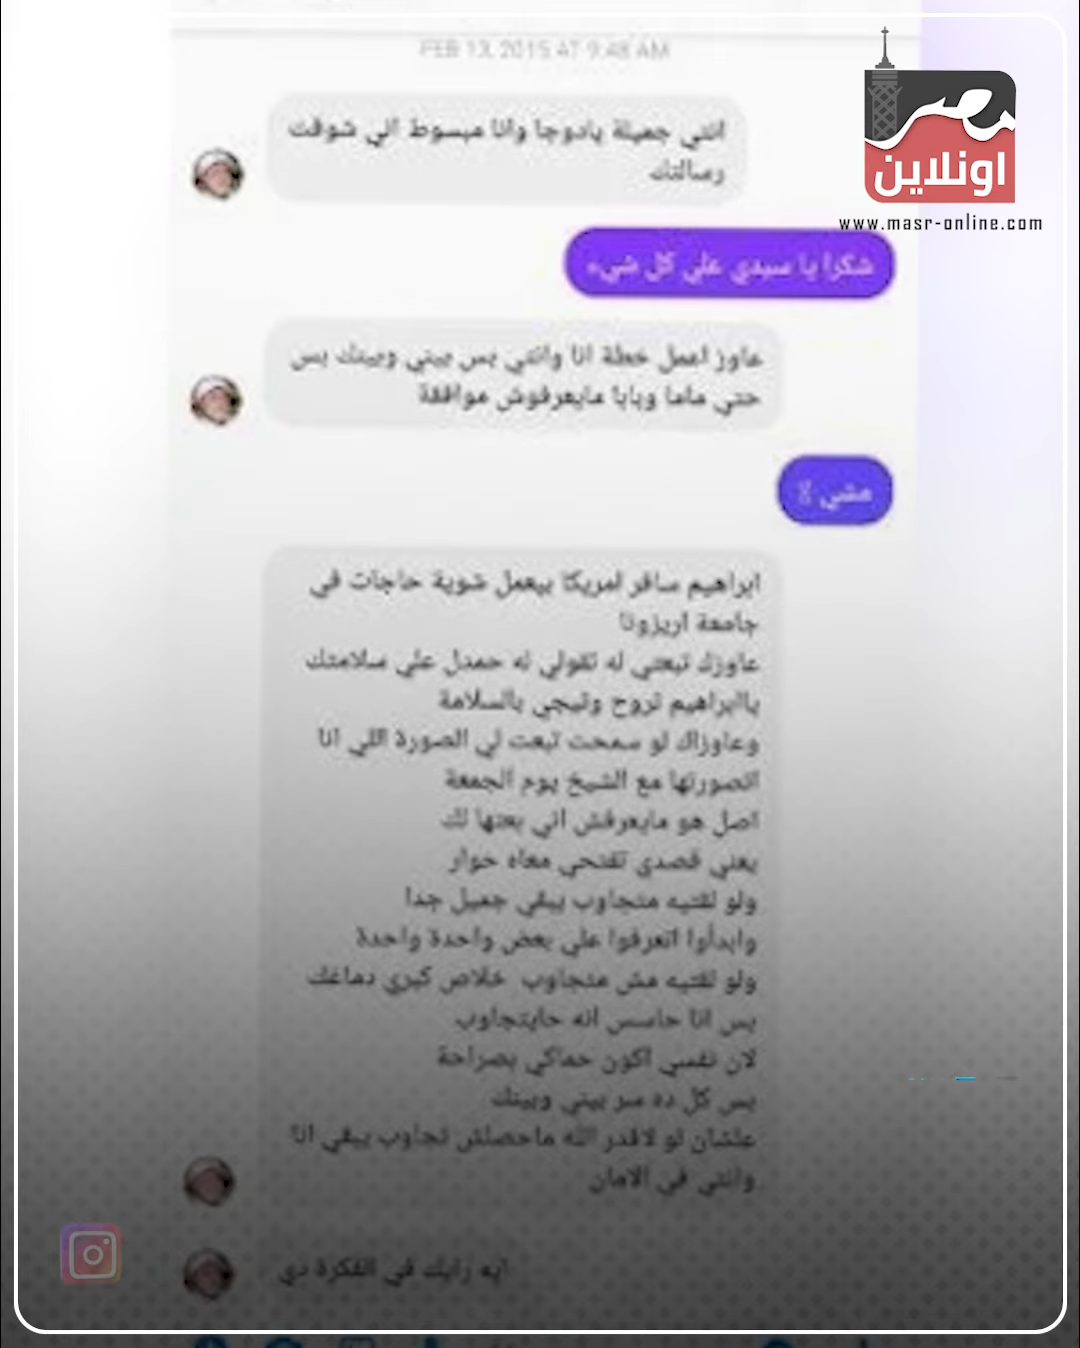 FEB 13, 2015 AT 9:48 AM
مصر
اونلاين
www.masr-online.com
انتي جميلة يادوجا وانا مبسوط اني شوفت
رسالتك
شكرا يا سيدي علي كل شيء
عاوز اعمل خطة انا وانتي بس بيني وبينك بس
حتي ماما وبابا مايعرفوش موافقة
مشي
ابراهيم سافر امريكا بيعمل شوية حاجات في
جامعة اريزونا
عاوزك تبعتي له تقولي له حمدل علي سلامتك
ياابراهيم تروح وتيجي بالسلامة
وعاوزاك لو سمحت تبعت لي الصورة اللي انا
اتصورتها مع الشيخ يوم الجمعة
اصل هو مايعرفش اني بعتها لك
يعني قصدي تفتحي معاه حوار
ولو لقتيه متجاوب يبقي جميل جدا
وابدأوا اتعرفوا علي بعض واحدة واحدة
ولو لقتيه مش متجاوب خلاص كبري دماغك
بس انا حاسس انه حايتجاوب
لان نفسي اكون حماكي بصراحة
بس كل ده سر بيني وبينك
علشان لو لاقدر الله ماحصلش تجاوب يبقي انا
وانتي في الامان
ايه رايك في الفكرة دي